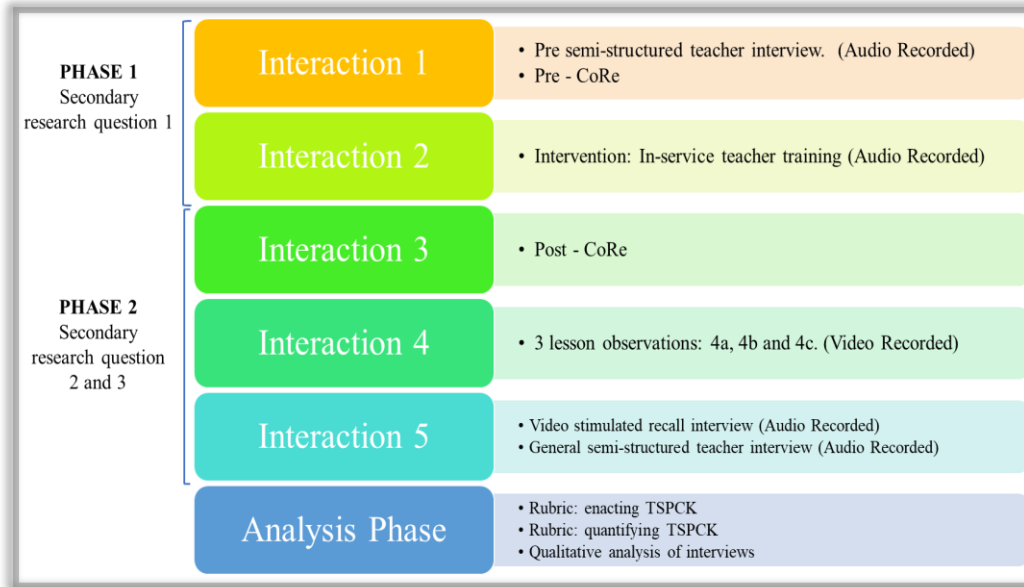 PHASE 1
Secondary
research question 1
Interaction 1
• Pre semi-structured teacher interview. (Audio Recorded)
• Pre - CoRe
Interaction 2
• Intervention: In-service teacher training (Audio Recorded)
PHASE 2
Secondary
research question
2 and 3
Interaction 3
• Post - CoRe
Interaction 4
• 3 lesson observations: 4a, 4b and 4c. (Video Recorded)
Interaction 5
• Video stimulated recall interview (Audio Recorded)
• General semi-structured teacher interview (Audio Recorded)
Analysis Phase
• Rubric: enacting TSPCK
• Rubric: quantifying TSPCK
• Qualitative analysis of interviews